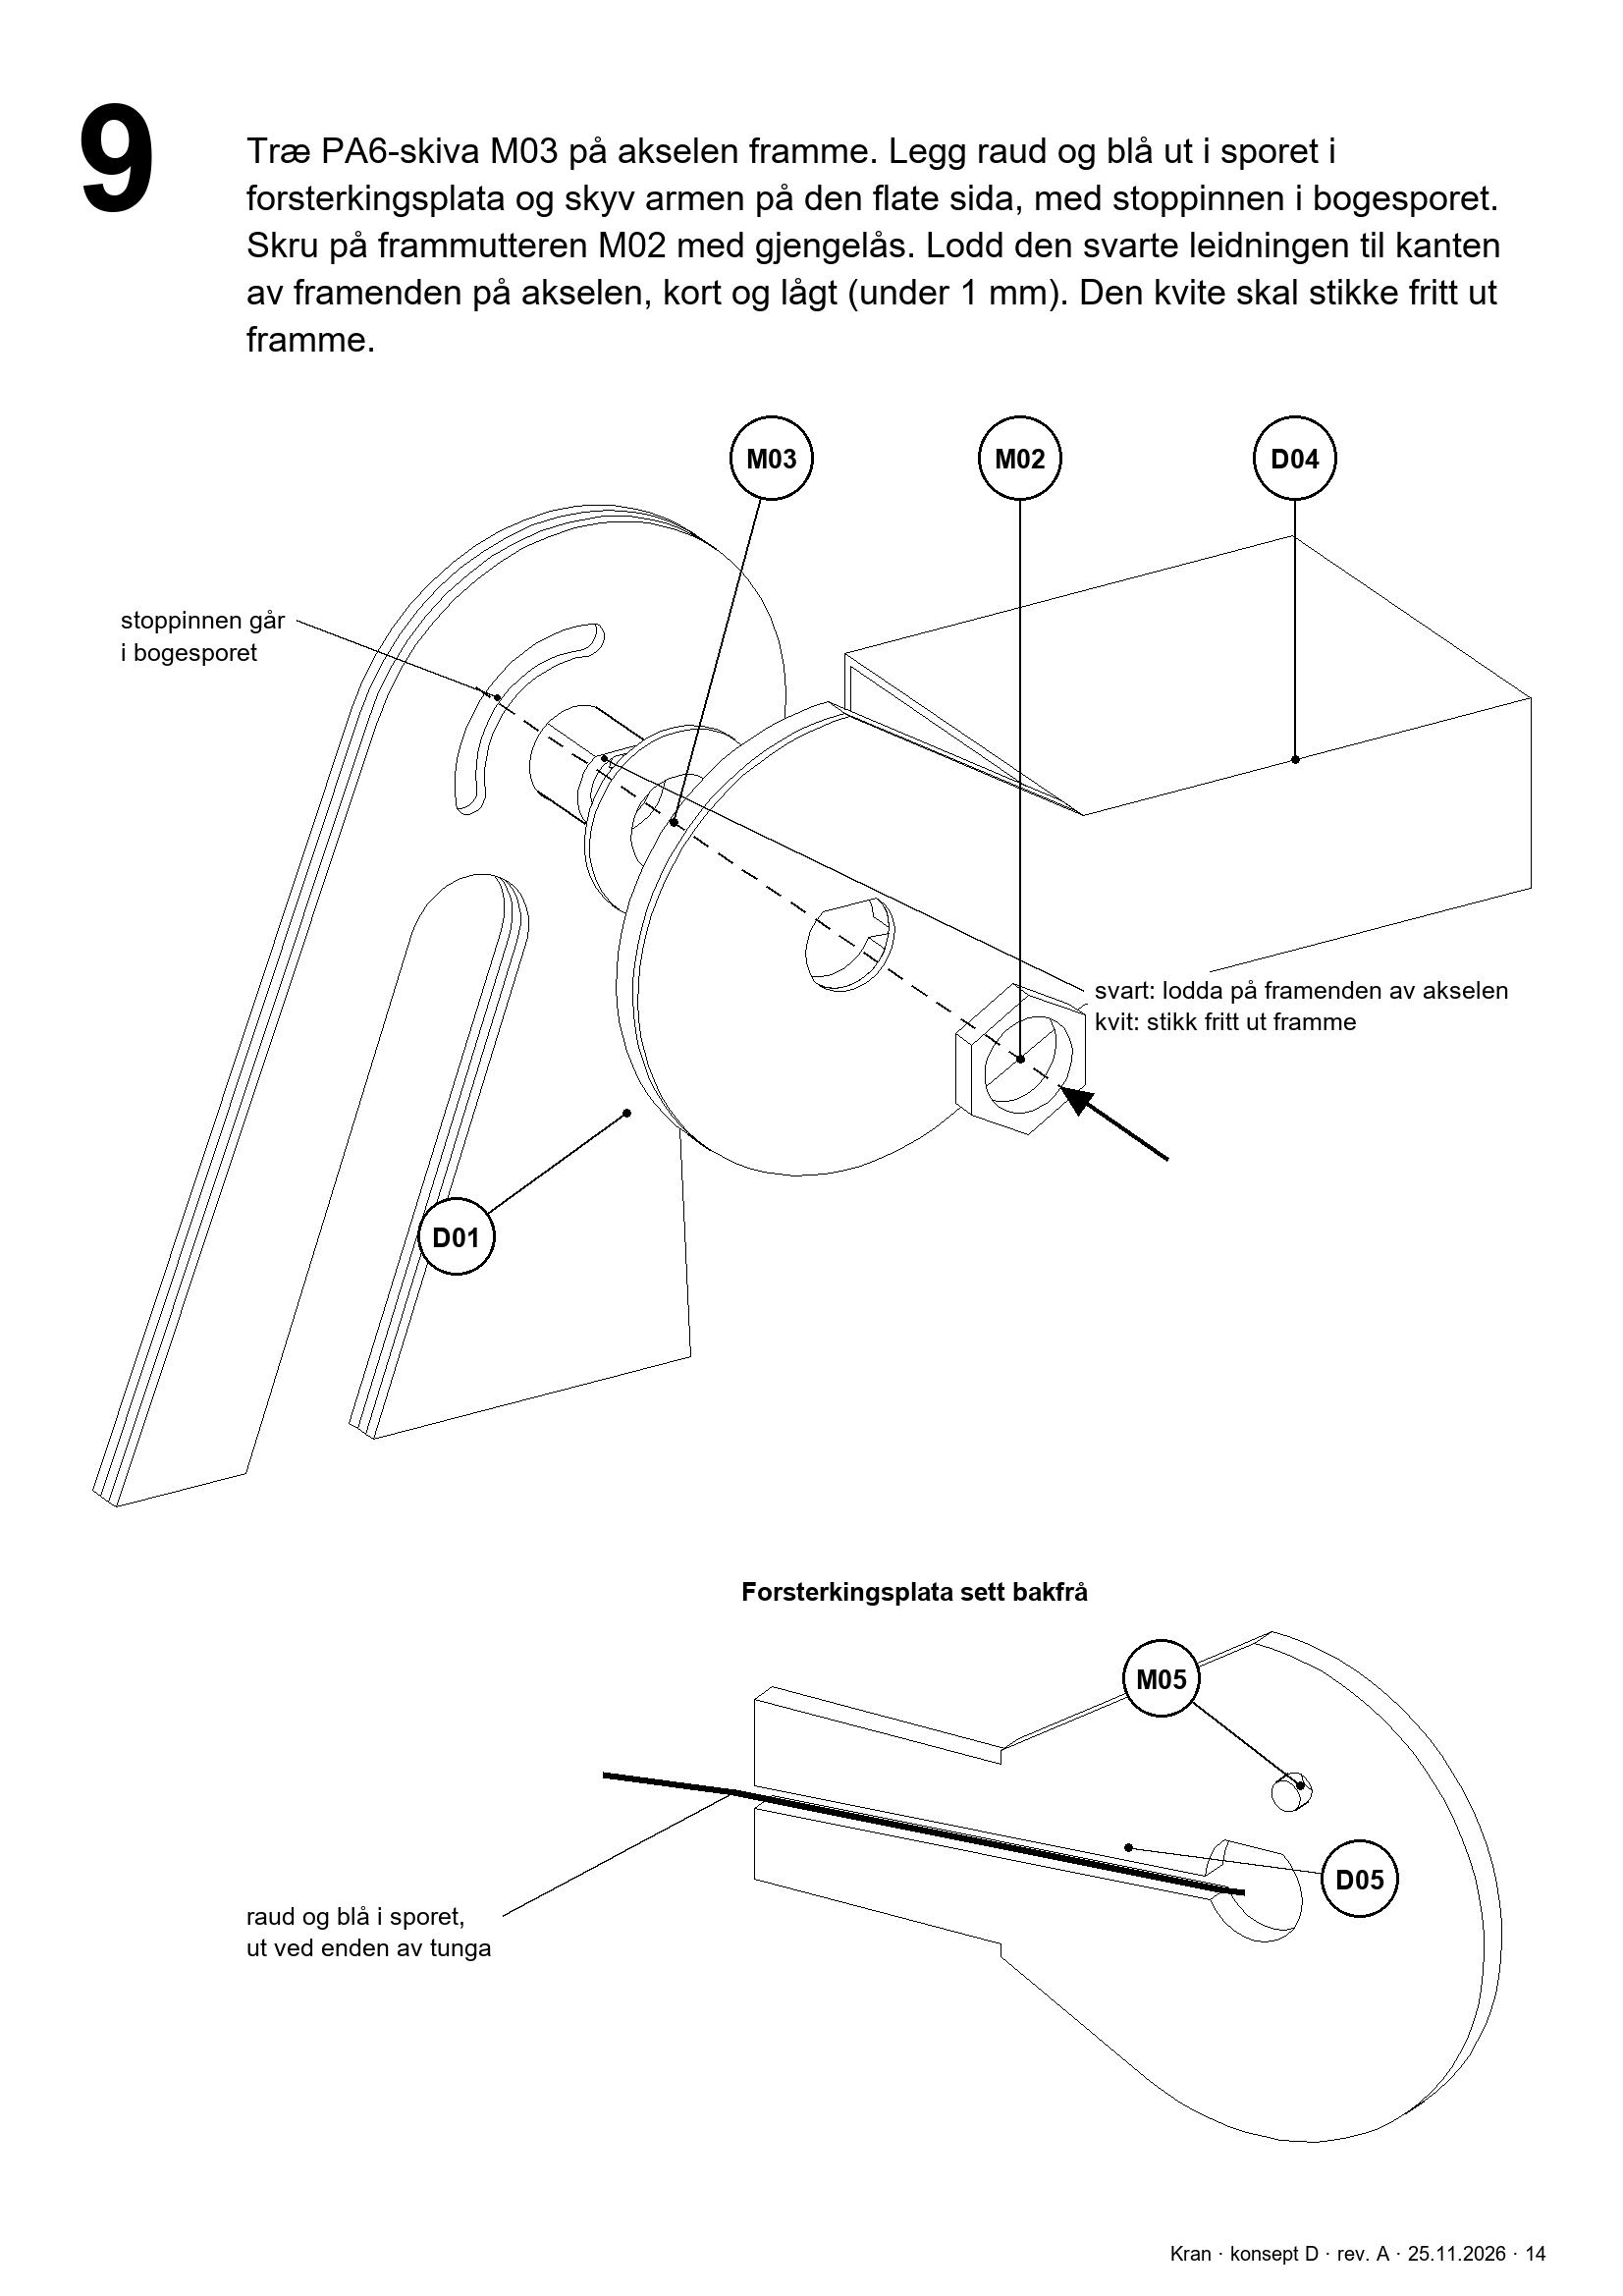 9
Træ PA6-skiva M03 på akselen framme. Legg raud og blå ut i sporet i
forsterkingsplata og skyv armen på den flate sida, med stoppinnen i bogesporet.
Skru på frammutteren M02 med gjengelås. Lodd den svarte leidningen til kanten
av framenden på akselen, kort og lågt (under 1 mm). Den kvite skal stikke fritt ut
framme.
M03
M02
D04
stoppinnen går
i bogesporet
svart: lodda på framenden av akselen
kvit: stikk fritt ut framme
D01
Forsterkingsplata sett bakfrå
M05
D05
raud og blå i sporet,
ut ved enden av tunga
Kran · konsept D · rev. A · 25.11.2026 · 14